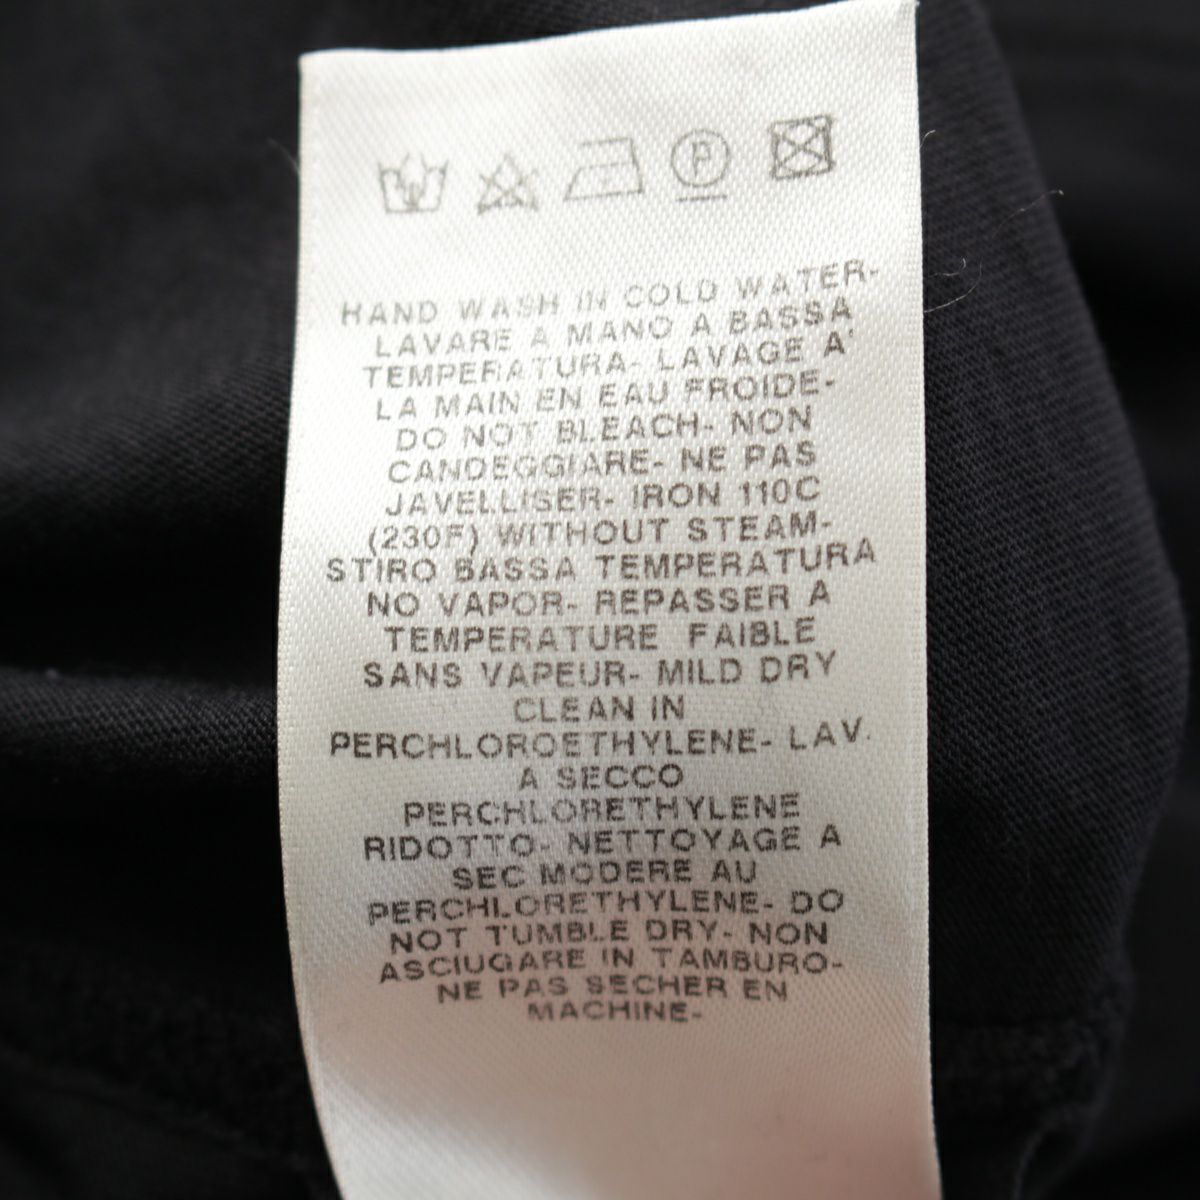 P
HAND WASH IN COLD WATER-
LAVARE A MANO A BASSA
TEMPERATURA- LAVAGE A'
LA MAIN EN EAU FROIDE-
DO NOT BLEACH- NON
CANDEGGIARE- NE PAS
JAVELLISER- IRON 110C
(230F) WITHOUT STEAM-
STIRO BASSA TEMPERATURA
NO VAPOR- REPASSER A
TEMPERATURE FAIBLE
SANS VAPEUR- MILD DRY
CLEAN IN
PERCHLOROETHYLENE- LAV.
A SECCO
PERCHLORETHYLENE
RIDOTTO- NETTOYAGE A
SEC MODERE AU
PERCHLORETHYLENE- DO
NOT TUMBLE DRY- NON
ASCIUGARE IN TAMBURO-
NE PAS SECHER EN
MACHINE-